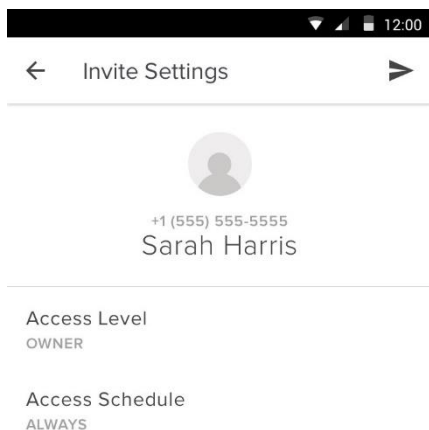 12:00
Invite Settings
+1 (555) 555-5555
Sarah Harris
Access Level
OWNER
Access Schedule
ALWAYS